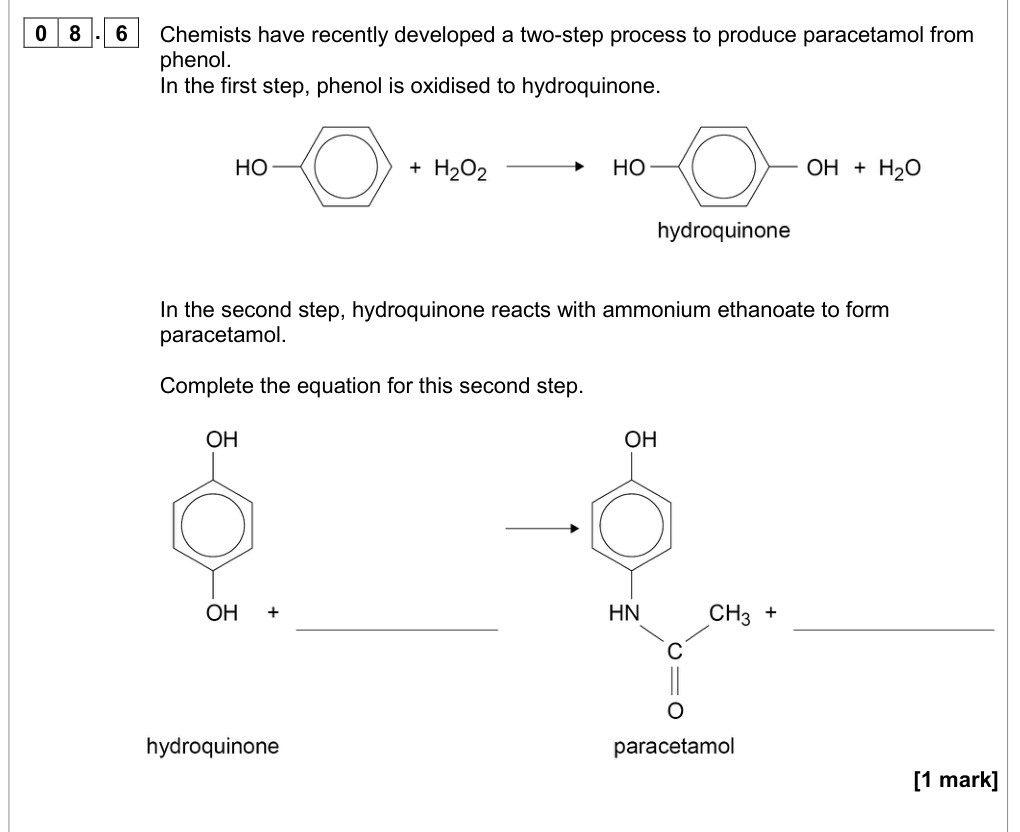 08.6 Chemists have recently developed a two-step process to produce paracetamol from
phenol.
In the first step, phenol is oxidised to hydroquinone.
HO + H₂O₂ HO OH + H₂O
hydroquinone
In the second step, hydroquinone reacts with ammonium ethanoate to form
paracetamol.
Complete the equation for this second step.
OH OH
OH + HN CH₃ +
C
O
hydroquinone paracetamol
[1 mark]